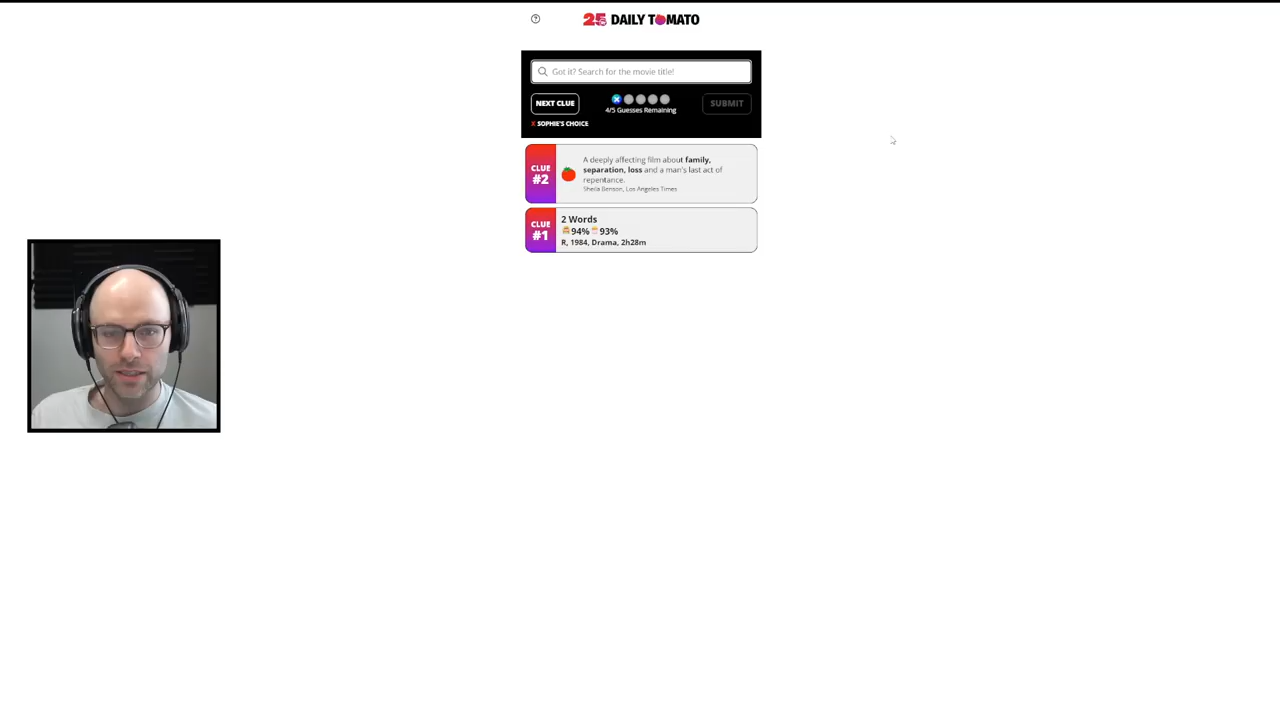 25 DAILY TOMATO
Got it? Search for the movie title!
NEXT CLUE
4/5 Guesses Remaining
SUBMIT
X SOPHIE'S CHOICE
CLUE #2
A deeply affecting film about family,
separation, loss and a man's last act of
repentance.
Sheila Benson, Los Angeles Times
CLUE #1
2 Words
94% 93%
R, 1984, Drama, 2h28m